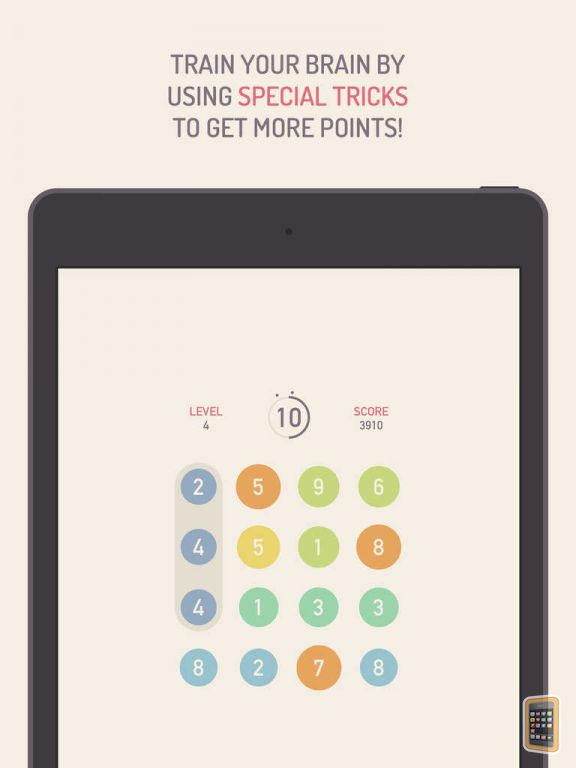 TRAIN YOUR BRAIN BY
USING SPECIAL TRICKS
TO GET MORE POINTS!
LEVEL 10 SCORE
4 3910
2 5 9 6
4 5 1 8
4 1 3 3
8 2 7 8